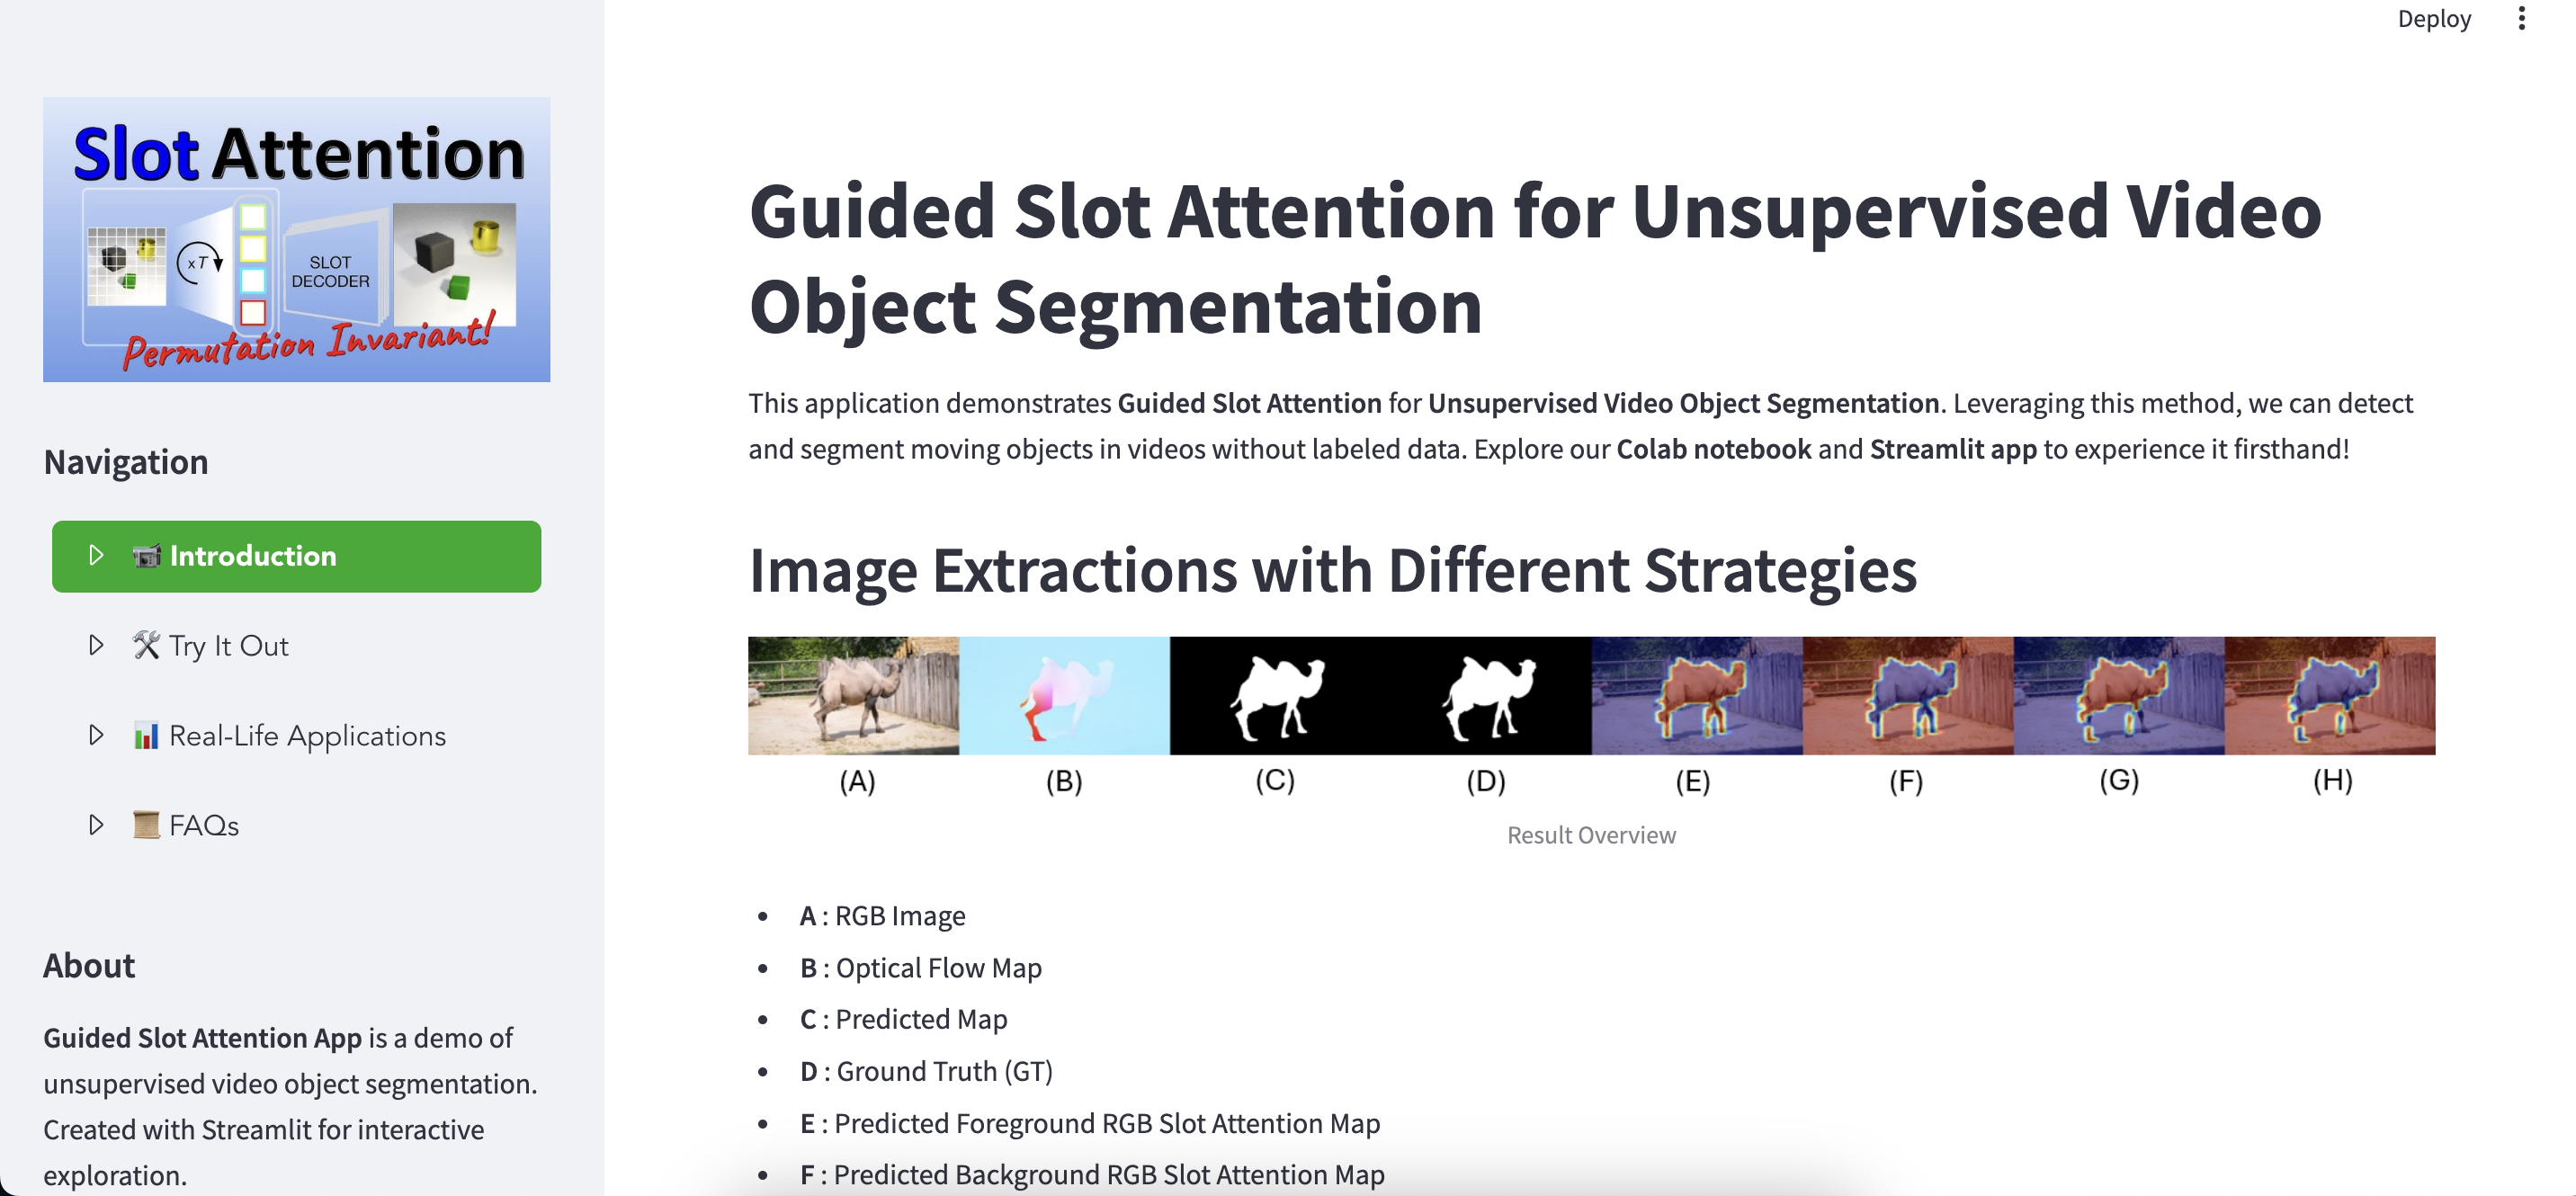 Deploy
Slot Attention
xT
SLOT
DECODER
Permutation Invariant!
Navigation
Introduction
Try It Out
Real-Life Applications
FAQs
About
Guided Slot Attention App is a demo of
unsupervised video object segmentation.
Created with Streamlit for interactive
exploration.
Guided Slot Attention for Unsupervised Video
Object Segmentation
This application demonstrates Guided Slot Attention for Unsupervised Video Object Segmentation. Leveraging this method, we can detect
and segment moving objects in videos without labeled data. Explore our Colab notebook and Streamlit app to experience it firsthand!
Image Extractions with Different Strategies
(A) (B) (C) (D) (E) (F) (G) (H)
Result Overview
• A : RGB Image
• B : Optical Flow Map
• C : Predicted Map
• D : Ground Truth (GT)
• E : Predicted Foreground RGB Slot Attention Map
• F : Predicted Background RGB Slot Attention Map